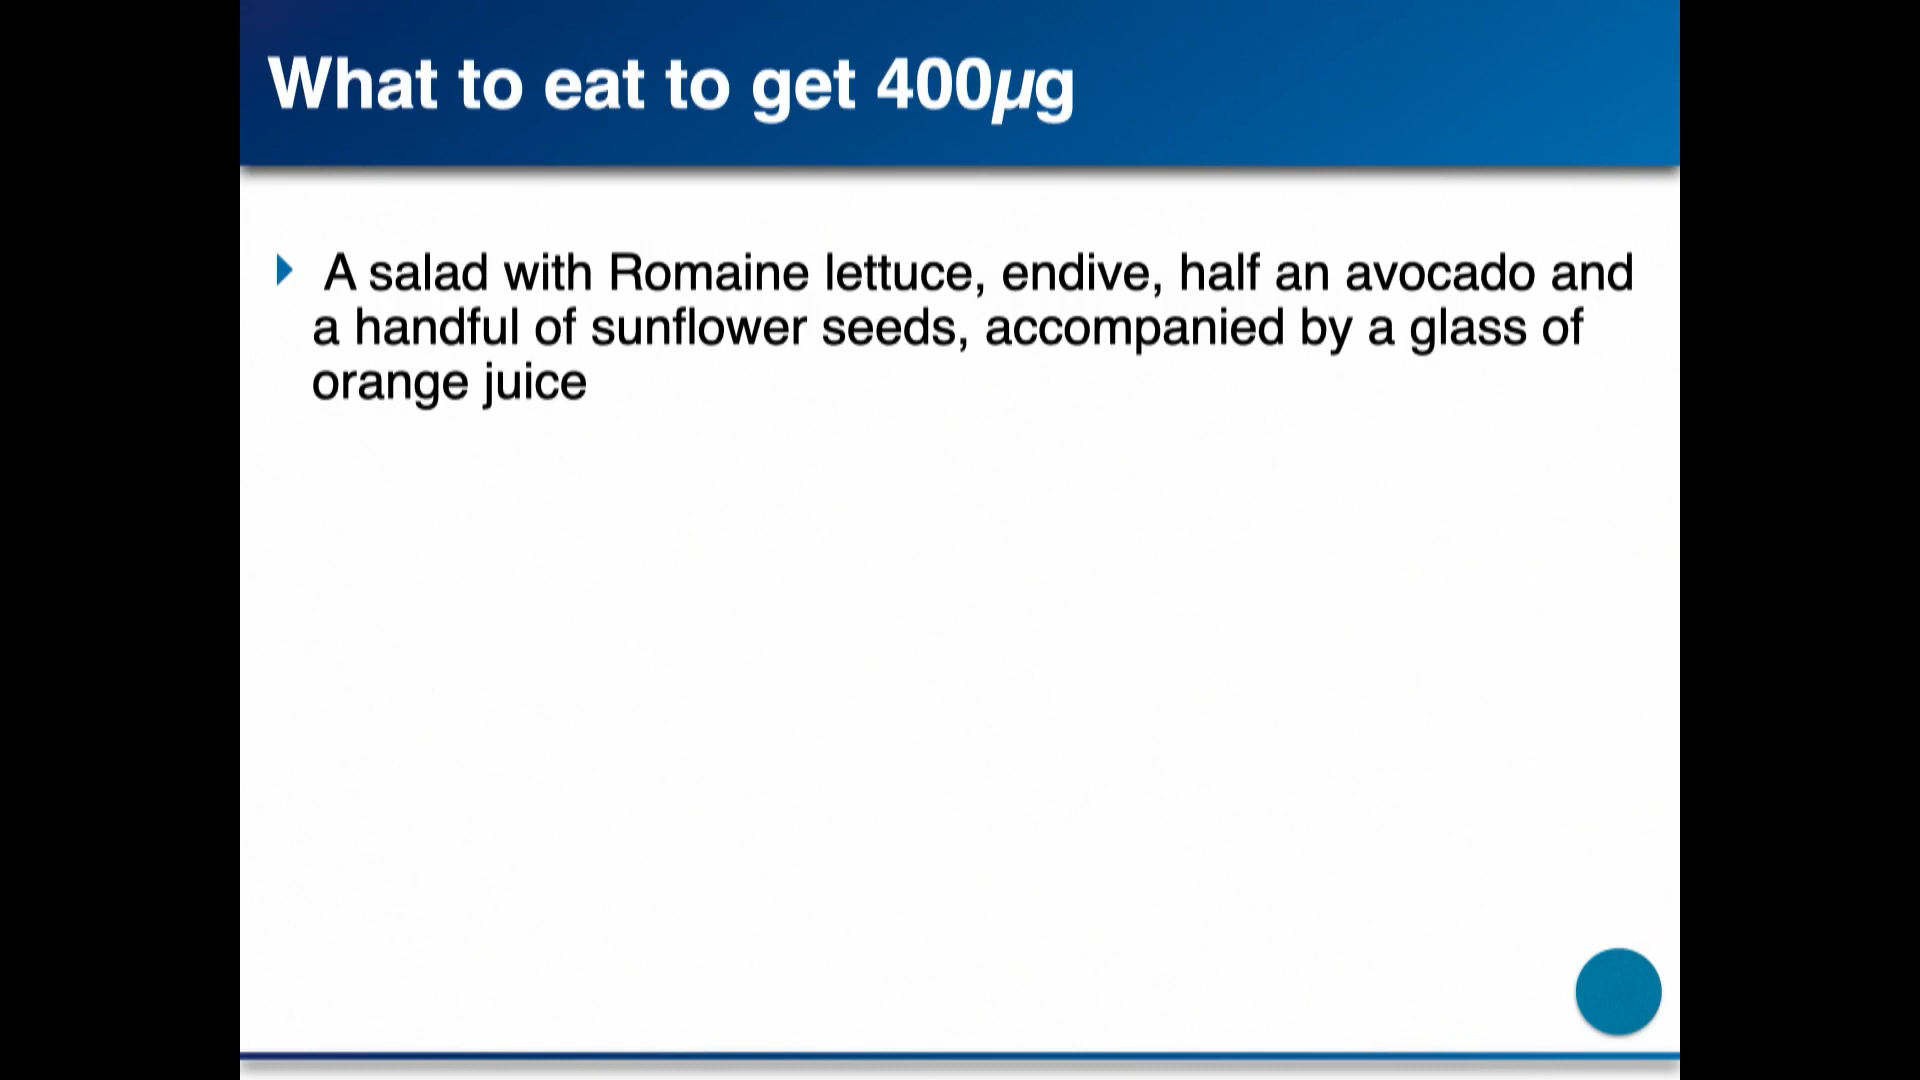 What to eat to get 400µg
A salad with Romaine lettuce, endive, half an avocado and
a handful of sunflower seeds, accompanied by a glass of
orange juice